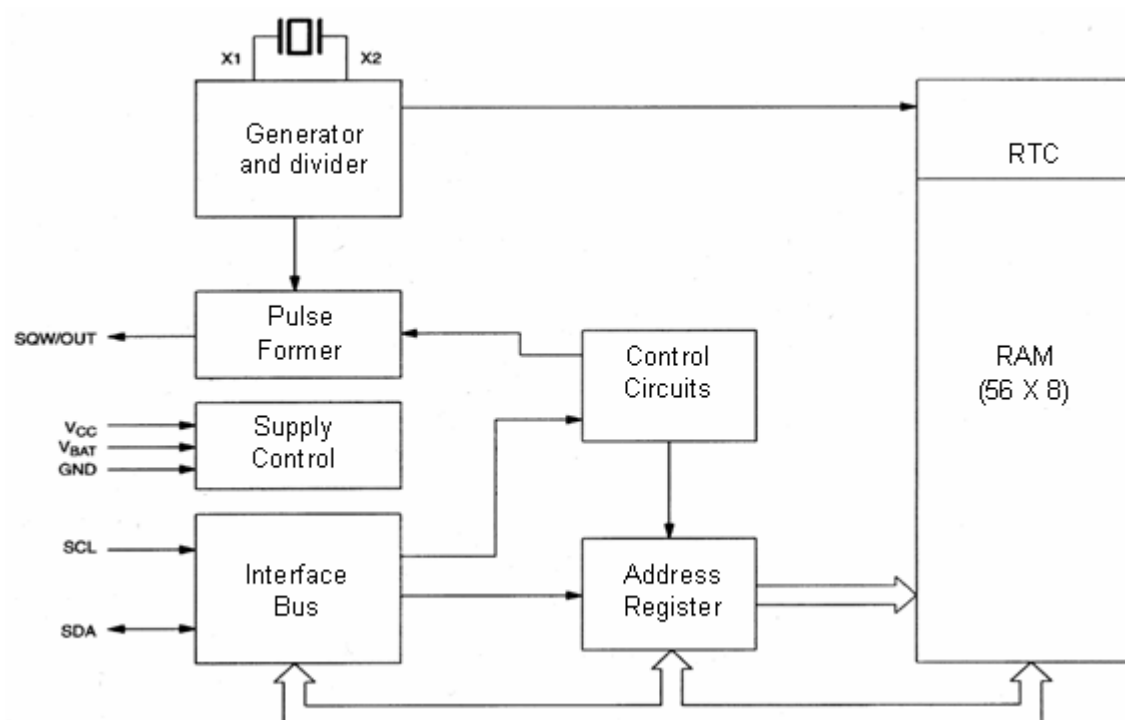 X1
X2
Generator
and divider
RTC
Pulse
Former
SQW/OUT
Control
Circuits
RAM
(56 X 8)
Supply
Control
VCC
VBAT
GND
SCL
Interface
Bus
SDA
Address
Register